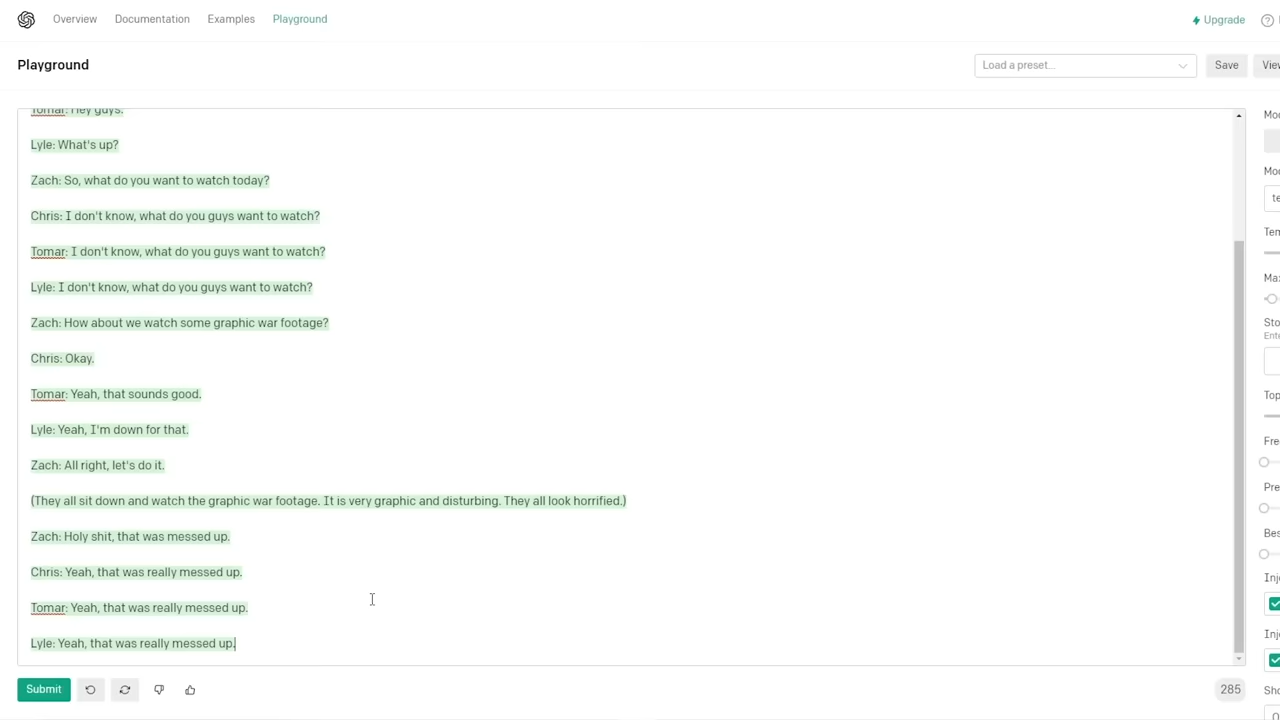 Overview Documentation Examples Playground Upgrade
Playground Load a preset... Save
Tomar: Hey guys.
Lyle: What's up?
Zach: So, what do you want to watch today?
Chris: I don't know, what do you guys want to watch?
Tomar: I don't know, what do you guys want to watch?
Lyle: I don't know, what do you guys want to watch?
Zach: How about we watch some graphic war footage?
Chris: Okay.
Tomar: Yeah, that sounds good.
Lyle: Yeah, I'm down for that.
Zach: All right, let's do it.
(They all sit down and watch the graphic war footage. It is very graphic and disturbing. They all look horrified.)
Zach: Holy shit, that was messed up.
Chris: Yeah, that was really messed up.
Tomar: Yeah, that was really messed up.
Lyle: Yeah, that was really messed up.
Submit 285